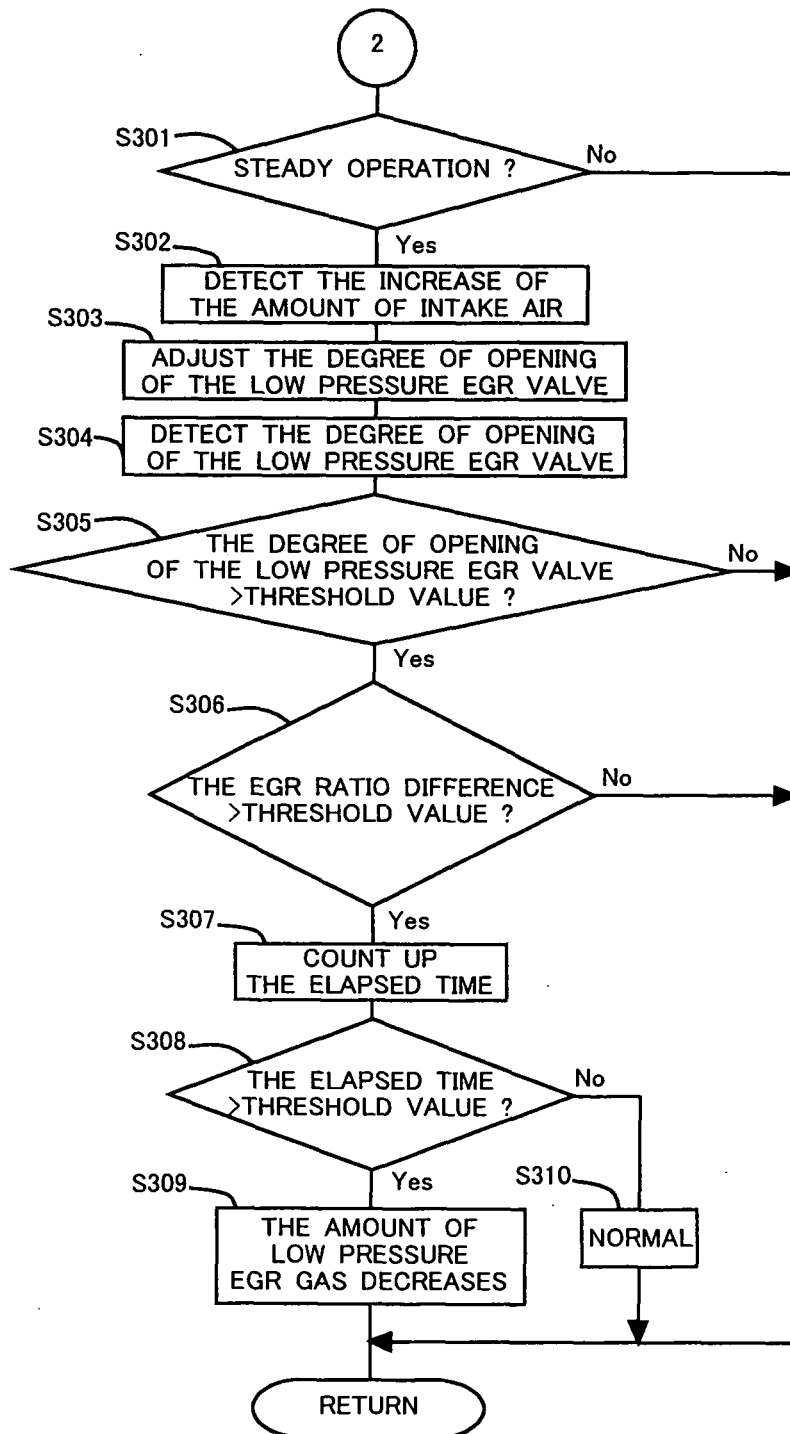 2
S301
STEADY OPERATION ?
No
Yes
S302
DETECT THE INCREASE OF
THE AMOUNT OF INTAKE AIR
S303
ADJUST THE DEGREE OF OPENING
OF THE LOW PRESSURE EGR VALVE
S304
DETECT THE DEGREE OF OPENING
OF THE LOW PRESSURE EGR VALVE
S305
THE DEGREE OF OPENING
OF THE LOW PRESSURE EGR VALVE
>THRESHOLD VALUE ?
No
Yes
S306
THE EGR RATIO DIFFERENCE
>THRESHOLD VALUE ?
No
Yes
S307
COUNT UP
THE ELAPSED TIME
S308
THE ELAPSED TIME
>THRESHOLD VALUE ?
No
Yes
S309
THE AMOUNT OF
LOW PRESSURE
EGR GAS DECREASES
S310
NORMAL
RETURN